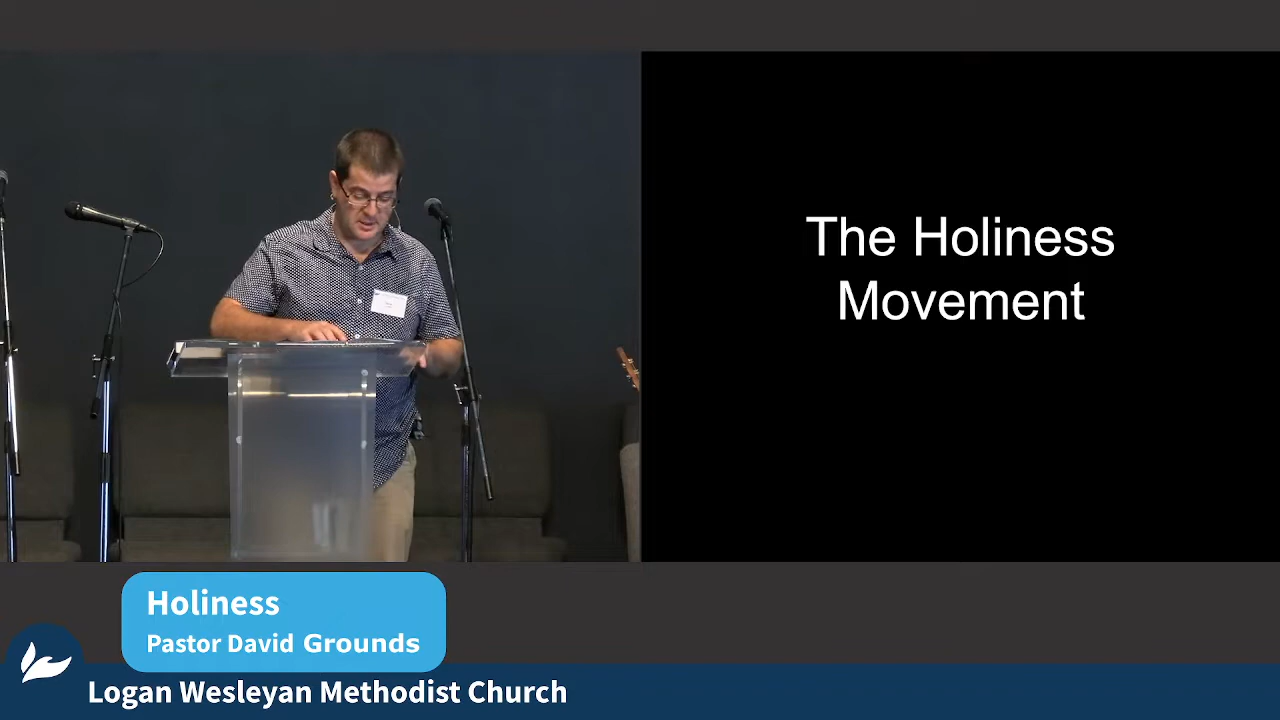 The Holiness
Movement
Holiness
Pastor David Grounds
Logan Wesleyan Methodist Church